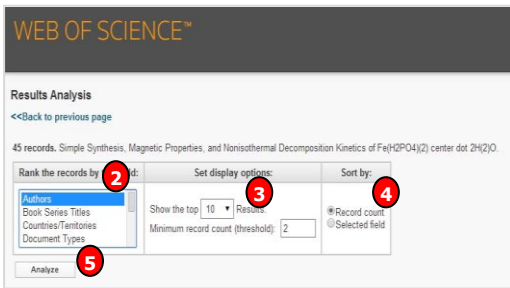 WEB OF SCIENCE™
Results Analysis
<<Back to previous page
45 records. Simple Synthesis, Magnetic Properties, and Nonisothermal Decomposition Kinetics of Fe(H2PO4)(2) center dot 2H(2)O.
Rank the records by :
2
Set display options:
Sort by:
Authors
Book Series Titles
Countries/Territories
Document Types
Show the top 10 Results.
3
Minimum record count (threshold): 2
4
Record count
Selected field
5
Analyze